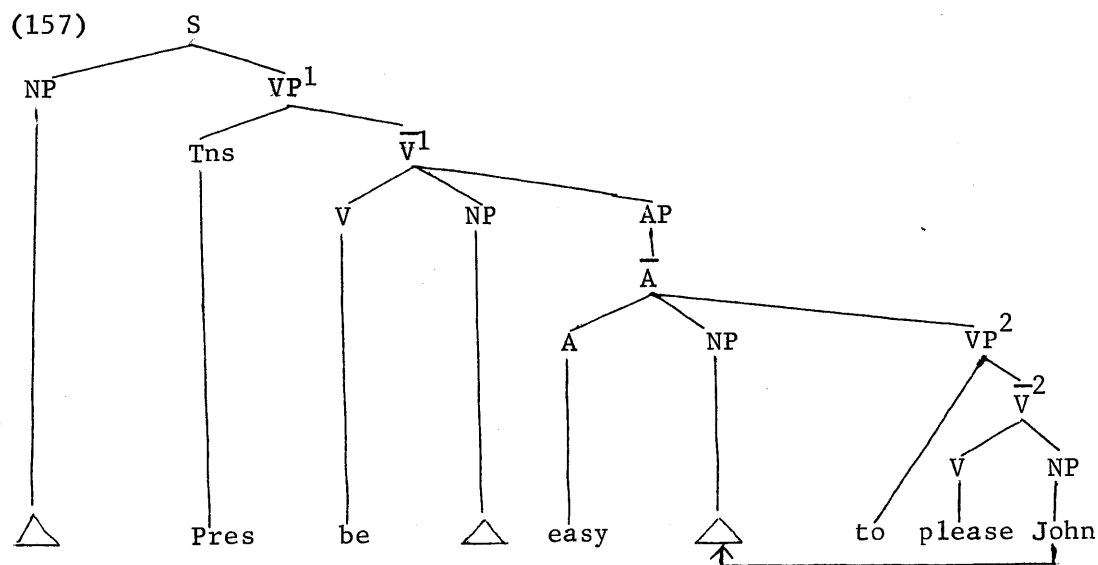 (157) S
NP VP1
Tns V̅1
V NP AP
A̅
A NP VP2
V̅2
V NP
△ Pres be △ easy △ to please John